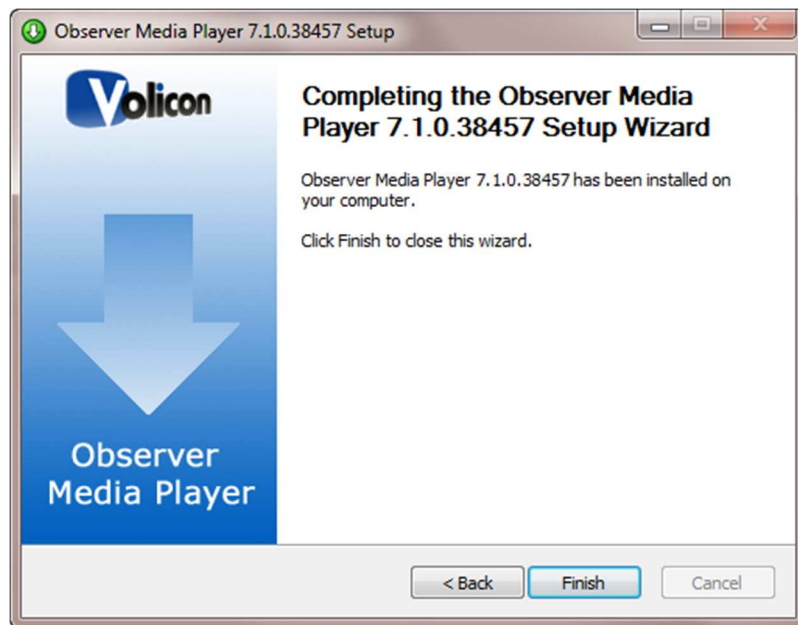 Observer Media Player 7.1.0.38457 Setup
Volicon
Completing the Observer Media
Player 7.1.0.38457 Setup Wizard
Observer Media Player 7.1.0.38457 has been installed on
your computer.
Click Finish to close this wizard.
Observer
Media Player
< Back
Finish
Cancel